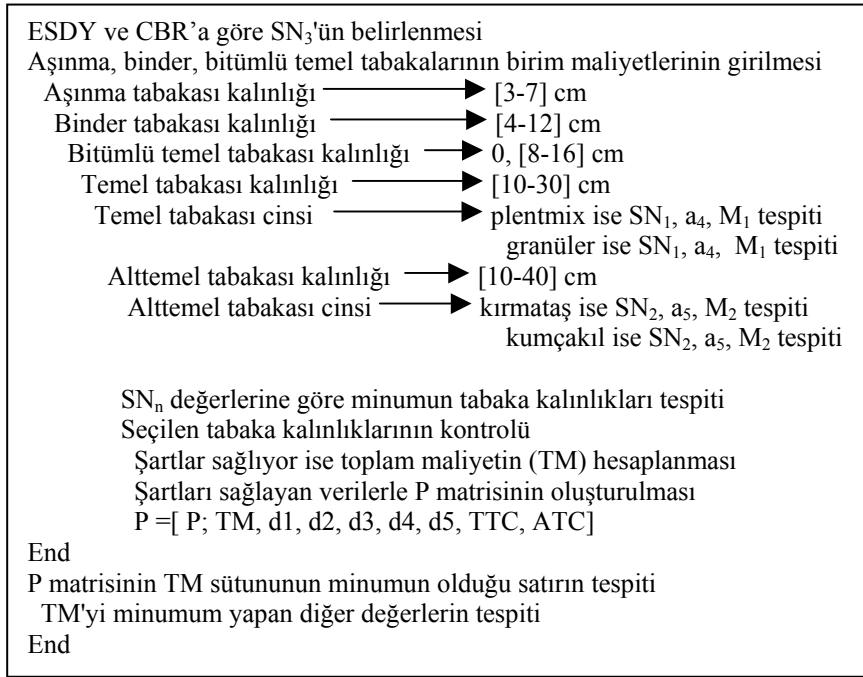 ESDY ve CBR’a göre SN₃'ün belirlenmesi
Aşınma, binder, bitümlü temel tabakalarının birim maliyetlerinin girilmesi
Aşınma tabakası kalınlığı → [3-7] cm
Binder tabakası kalınlığı → [4-12] cm
Bitümlü temel tabakası kalınlığı → 0, [8-16] cm
Temel tabakası kalınlığı → [10-30] cm
Temel tabakası cinsi → plentmix ise SN₁, a₄, M₁ tespiti
granüler ise SN₁, a₄, M₁ tespiti
Alttemel tabakası kalınlığı → [10-40] cm
Alttemel tabakası cinsi → kırmataş ise SN₂, a₅, M₂ tespiti
kumçakıl ise SN₂, a₅, M₂ tespiti
SNₙ değerlerine göre minumun tabaka kalınlıkları tespiti
Seçilen tabaka kalınlıklarının kontrolü
Şartlar sağlıyor ise toplam maliyetin (TM) hesaplanması
Şartları sağlayan verilerle P matrisinin oluşturulması
P =[ P; TM, d1, d2, d3, d4, d5, TTC, ATC]
End
P matrisinin TM sütununun minumun olduğu satırın tespiti
TM'yi minumum yapan diğer değerlerin tespiti
End